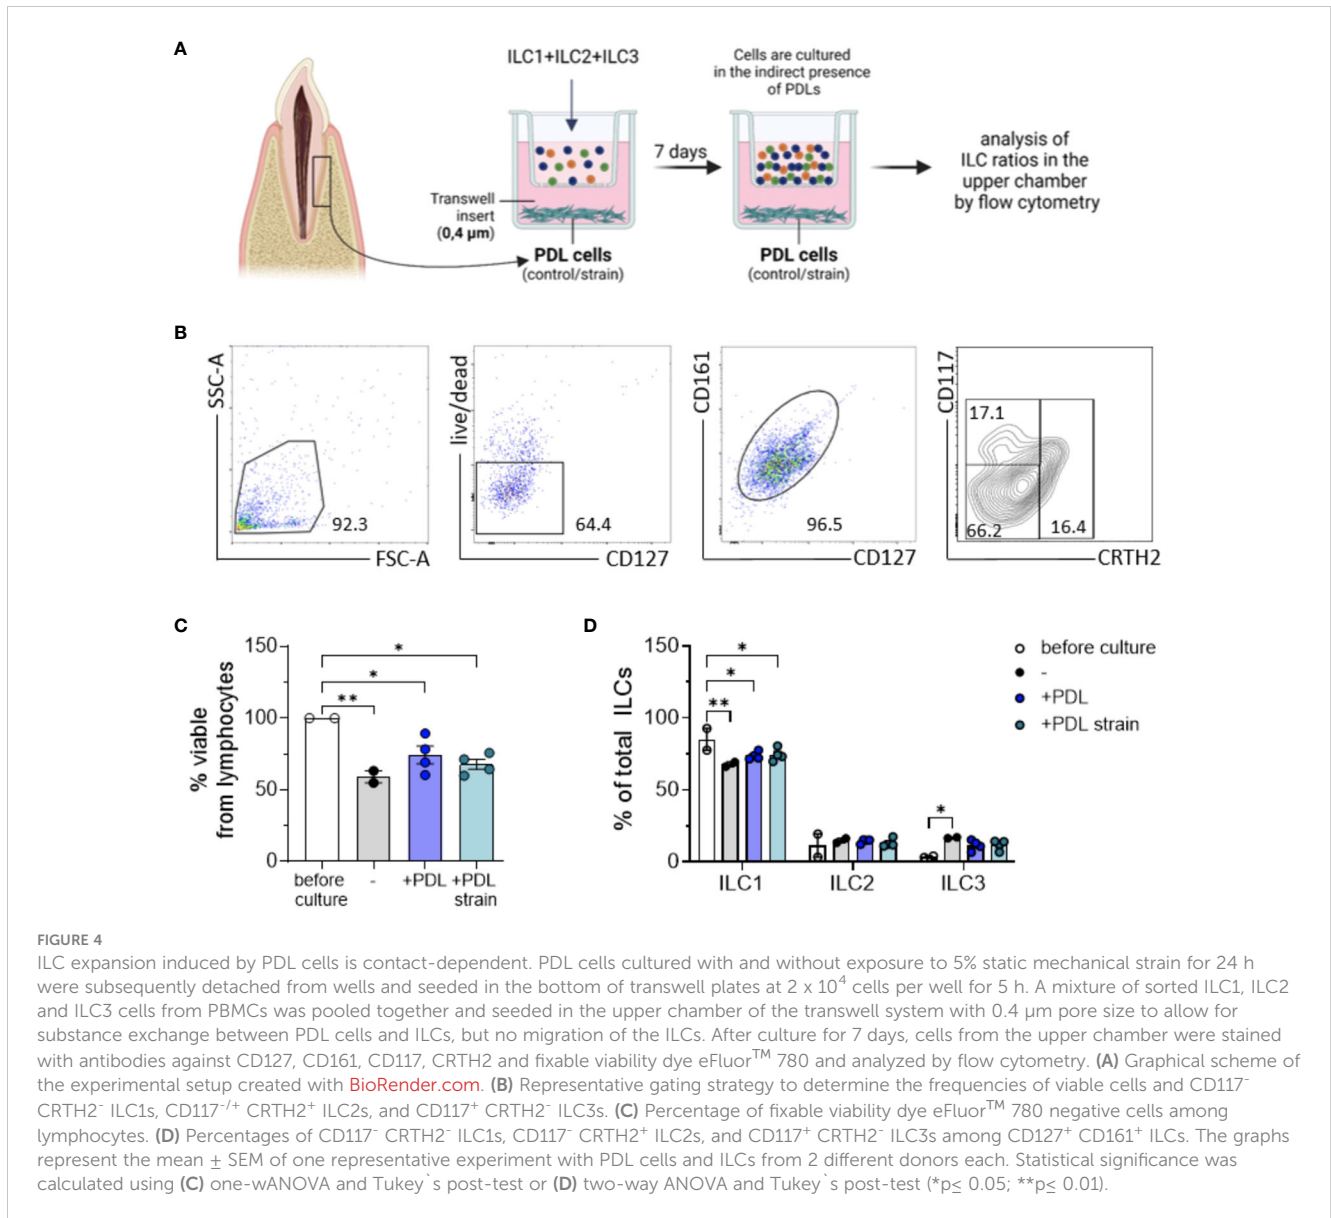 A
ILC1+ILC2+ILC3
Cells are cultured
in the indirect presence
of PDLs
7 days
analysis of
ILC ratios in the
upper chamber
by flow cytometry
Transwell
insert
(0,4 µm)
PDL cells
(control/strain)
PDL cells
(control/strain)
B
SSC-A
92.3
FSC-A
live/dead
64.4
CD127
CD161
96.5
CD127
CD117
17.1
66.2
16.4
CRTH2
C
% viable
from lymphocytes
150
100
50
0
*
*
**
before
culture
-
+PDL
+PDL
strain
D
% of total ILCs
150
100
50
0
*
*
**
*
ILC1
ILC2
ILC3
before culture
-
+PDL
+PDL strain
FIGURE 4
ILC expansion induced by PDL cells is contact-dependent. PDL cells cultured with and without exposure to 5% static mechanical strain for 24 h
were subsequently detached from wells and seeded in the bottom of transwell plates at 2 x 10⁴ cells per well for 5 h. A mixture of sorted ILC1, ILC2
and ILC3 cells from PBMCs was pooled together and seeded in the upper chamber of the transwell system with 0.4 µm pore size to allow for
substance exchange between PDL cells and ILCs, but no migration of the ILCs. After culture for 7 days, cells from the upper chamber were stained
with antibodies against CD127, CD161, CD117, CRTH2 and fixable viability dye eFluor™ 780 and analyzed by flow cytometry. (A) Graphical scheme of
the experimental setup created with BioRender.com. (B) Representative gating strategy to determine the frequencies of viable cells and CD117⁻
CRTH2⁻ ILC1s, CD117⁻/⁺ CRTH2⁺ ILC2s, and CD117⁺ CRTH2⁻ ILC3s. (C) Percentage of fixable viability dye eFluor™ 780 negative cells among
lymphocytes. (D) Percentages of CD117⁻ CRTH2⁻ ILC1s, CD117⁻ CRTH2⁺ ILC2s, and CD117⁺ CRTH2⁻ ILC3s among CD127⁺ CD161⁺ ILCs. The graphs
represent the mean ± SEM of one representative experiment with PDL cells and ILCs from 2 different donors each. Statistical significance was
calculated using (C) one-wANOVA and Tukey`s post-test or (D) two-way ANOVA and Tukey`s post-test (*p≤ 0.05; **p≤ 0.01).